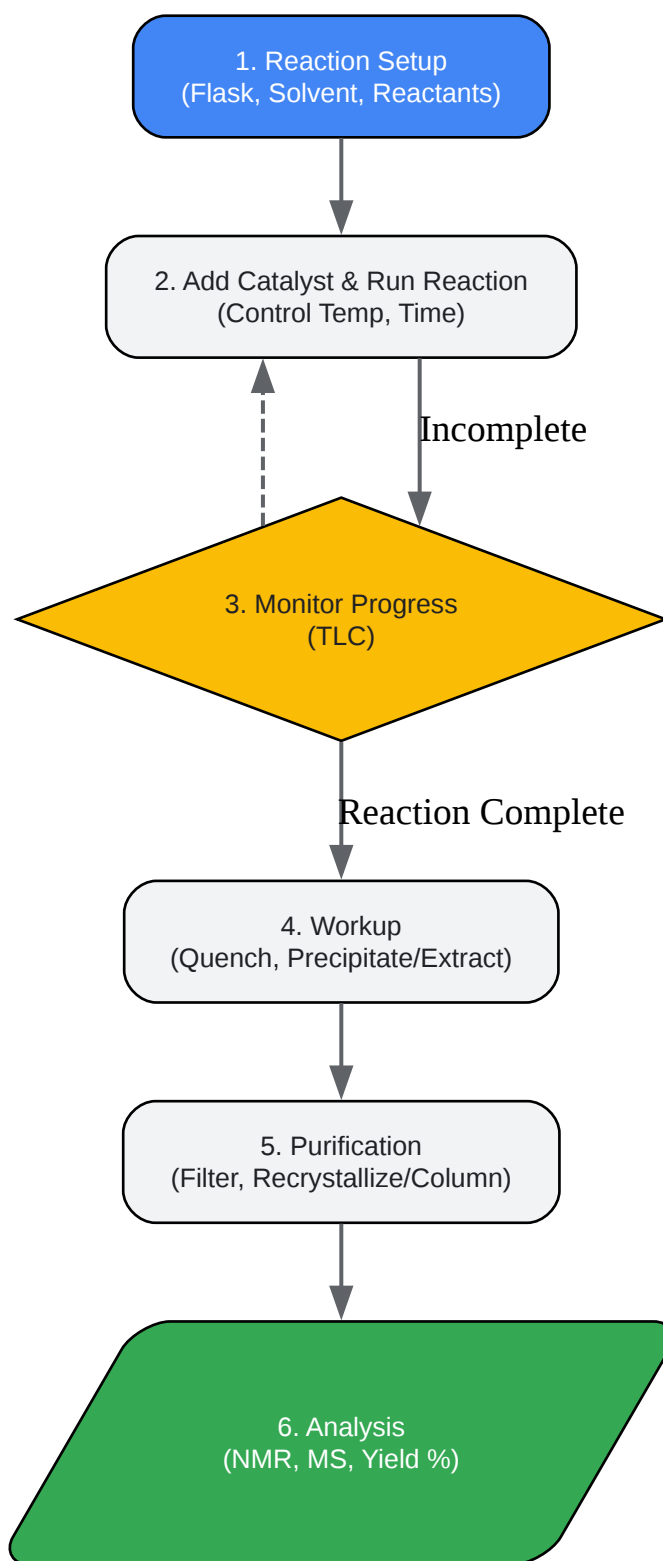 1. Reaction Setup
(Flask, Solvent, Reactants)
2. Add Catalyst & Run Reaction
(Control Temp, Time)
Incomplete
3. Monitor Progress
(TLC)
Reaction Complete
4. Workup
(Quench, Precipitate/Extract)
5. Purification
(Filter, Recrystallize/Column)
6. Analysis
(NMR, MS, Yield %)